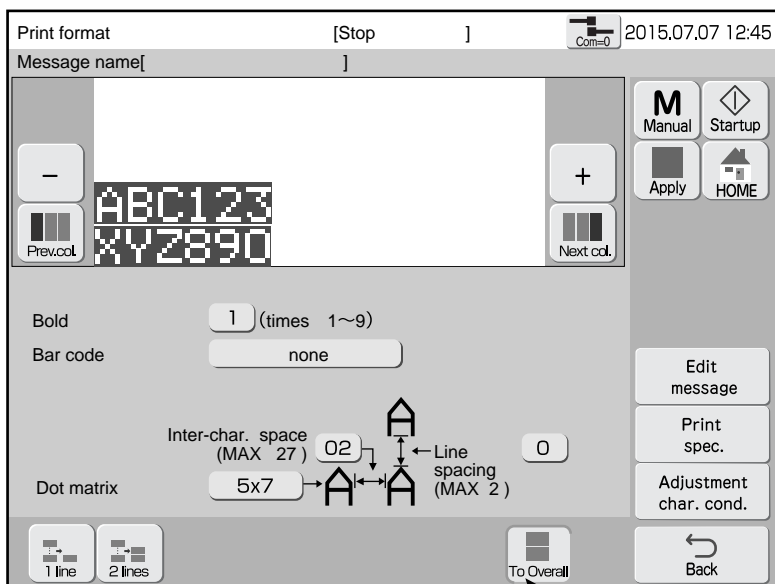 Print format [Stop ] Com=0 2015.07.07 12:45
Message name[ ]
M
Manual Startup
Apply HOME
− +
Prev.col. Next col.
ABC123
XYZ890
Bold 1 (times 1～9)
Bar code none
Inter-char. space
(MAX 27) 02
Line
spacing
(MAX 2) 0
Dot matrix 5x7
Edit
message
Print
spec.
Adjustment
char. cond.
1 line 2 lines To Overall Back